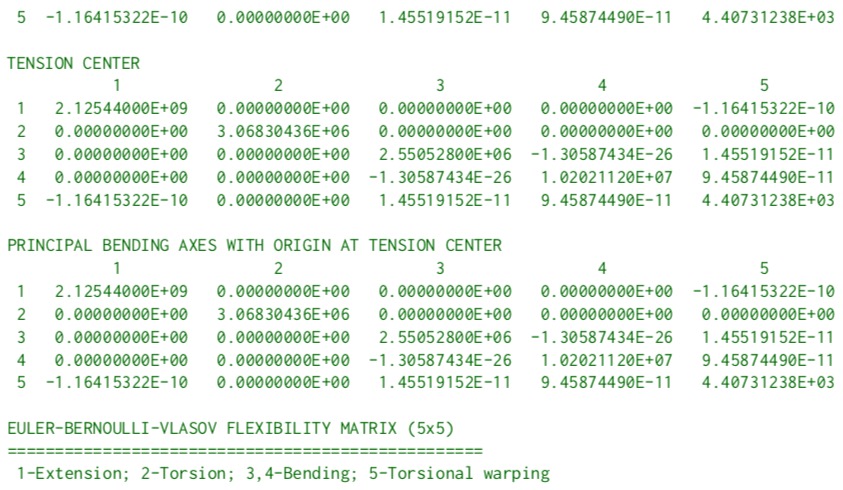 5 -1.16415322E-10 0.00000000E+00 1.45519152E-11 9.45874490E-11 4.40731238E+03
TENSION CENTER
1 2 3 4 5
1 2.12544000E+09 0.00000000E+00 0.00000000E+00 0.00000000E+00 -1.16415322E-10
2 0.00000000E+00 3.06830436E+06 0.00000000E+00 0.00000000E+00 0.00000000E+00
3 0.00000000E+00 0.00000000E+00 2.55052800E+06 -1.30587434E-26 1.45519152E-11
4 0.00000000E+00 0.00000000E+00 -1.30587434E-26 1.02021120E+07 9.45874490E-11
5 -1.16415322E-10 0.00000000E+00 1.45519152E-11 9.45874490E-11 4.40731238E+03
PRINCIPAL BENDING AXES WITH ORIGIN AT TENSION CENTER
1 2 3 4 5
1 2.12544000E+09 0.00000000E+00 0.00000000E+00 0.00000000E+00 -1.16415322E-10
2 0.00000000E+00 3.06830436E+06 0.00000000E+00 0.00000000E+00 0.00000000E+00
3 0.00000000E+00 0.00000000E+00 2.55052800E+06 -1.30587434E-26 1.45519152E-11
4 0.00000000E+00 0.00000000E+00 -1.30587434E-26 1.02021120E+07 9.45874490E-11
5 -1.16415322E-10 0.00000000E+00 1.45519152E-11 9.45874490E-11 4.40731238E+03
EULER-BERNOULLI-VLASOV FLEXIBILITY MATRIX (5x5)
==================================================
1-Extension; 2-Torsion; 3,4-Bending; 5-Torsional warping